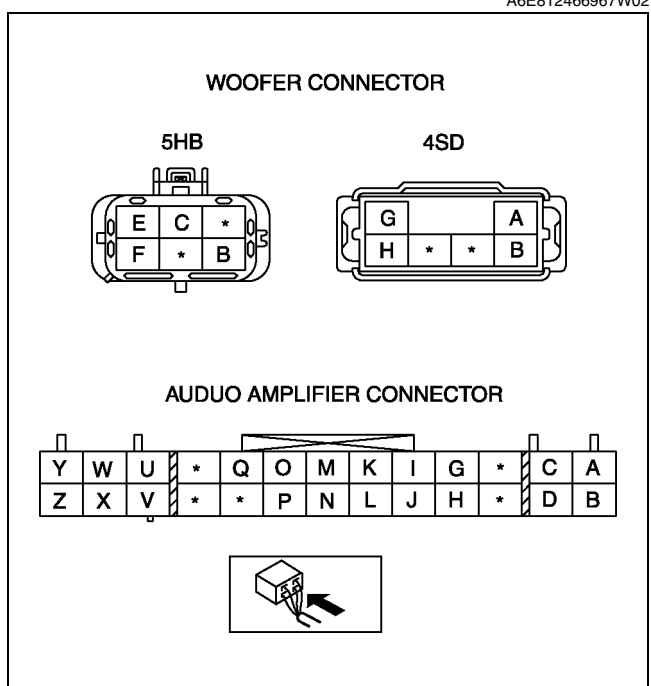 A6E812466967W02
WOOFER CONNECTOR
5HB 4SD
E C * G A
F * B H * * B
AUDUO AMPLIFIER CONNECTOR
Y W U * Q O M K I G * C A
Z X V * * P N L J H * D B